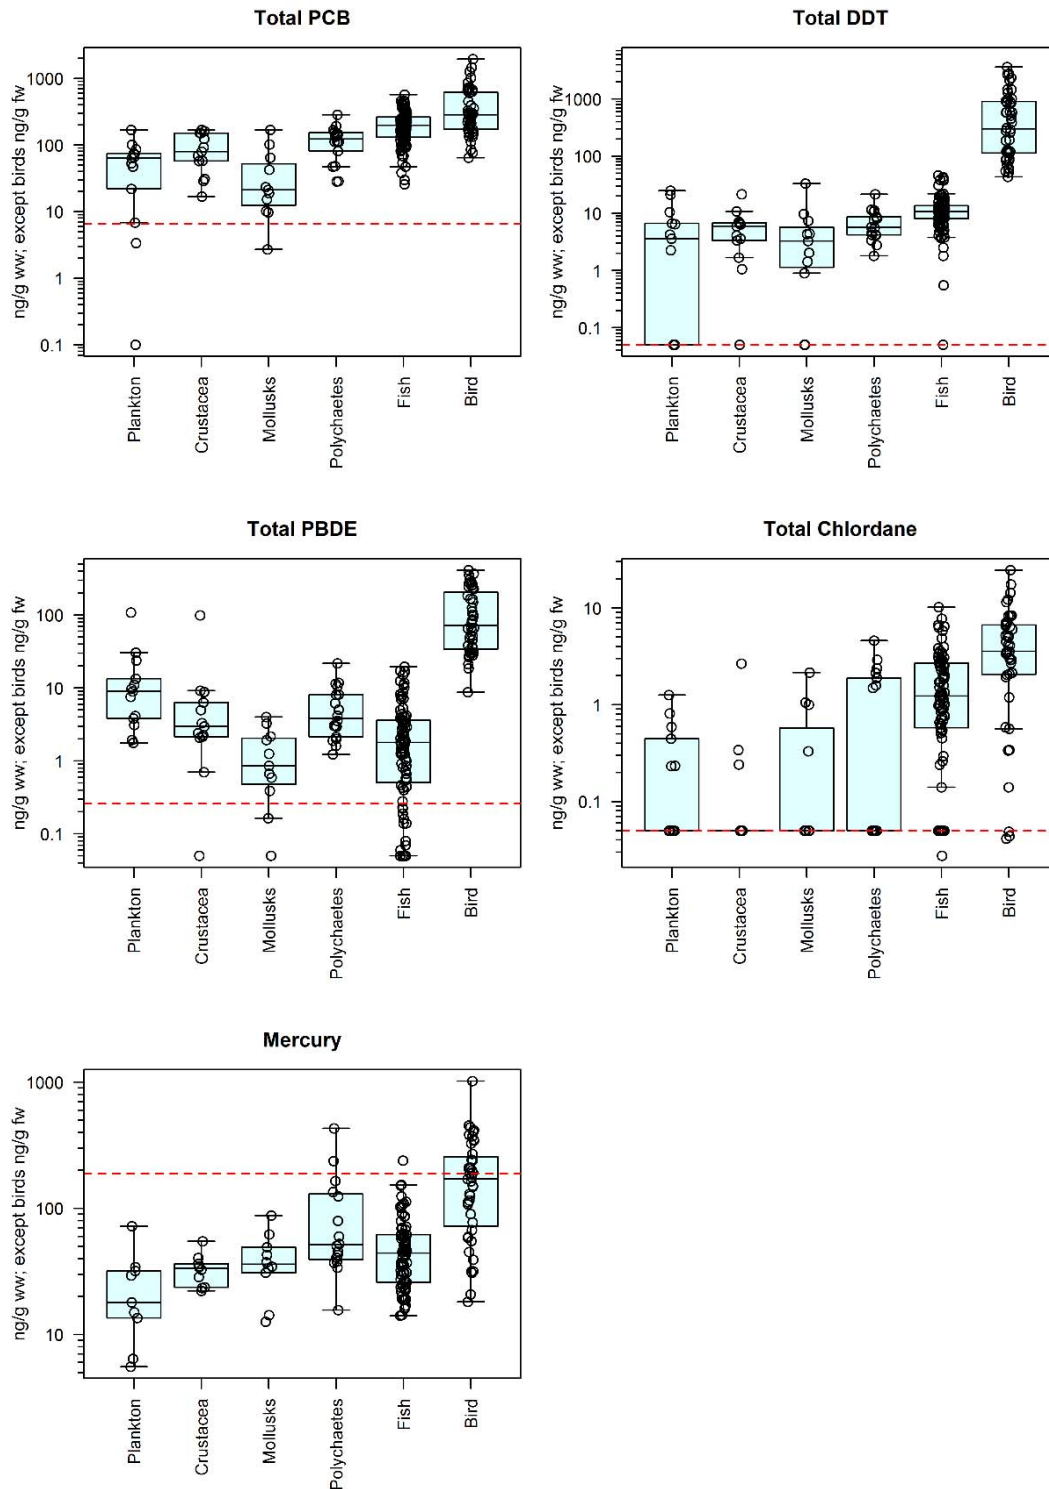 Total PCB
ng/g ww; except birds ng/g fw
1000
100
10
1
0.1
Plankton
Crustacea
Mollusks
Polychaetes
Fish
Bird
Total DDT
ng/g ww; except birds ng/g fw
1000
100
10
1
0.1
Plankton
Crustacea
Mollusks
Polychaetes
Fish
Bird
Total PBDE
ng/g ww; except birds ng/g fw
100
10
1
0.1
Plankton
Crustacea
Mollusks
Polychaetes
Fish
Bird
Total Chlordane
ng/g ww; except birds ng/g fw
10
1
0.1
Plankton
Crustacea
Mollusks
Polychaetes
Fish
Bird
Mercury
ng/g ww; except birds ng/g fw
1000
100
10
Plankton
Crustacea
Mollusks
Polychaetes
Fish
Bird